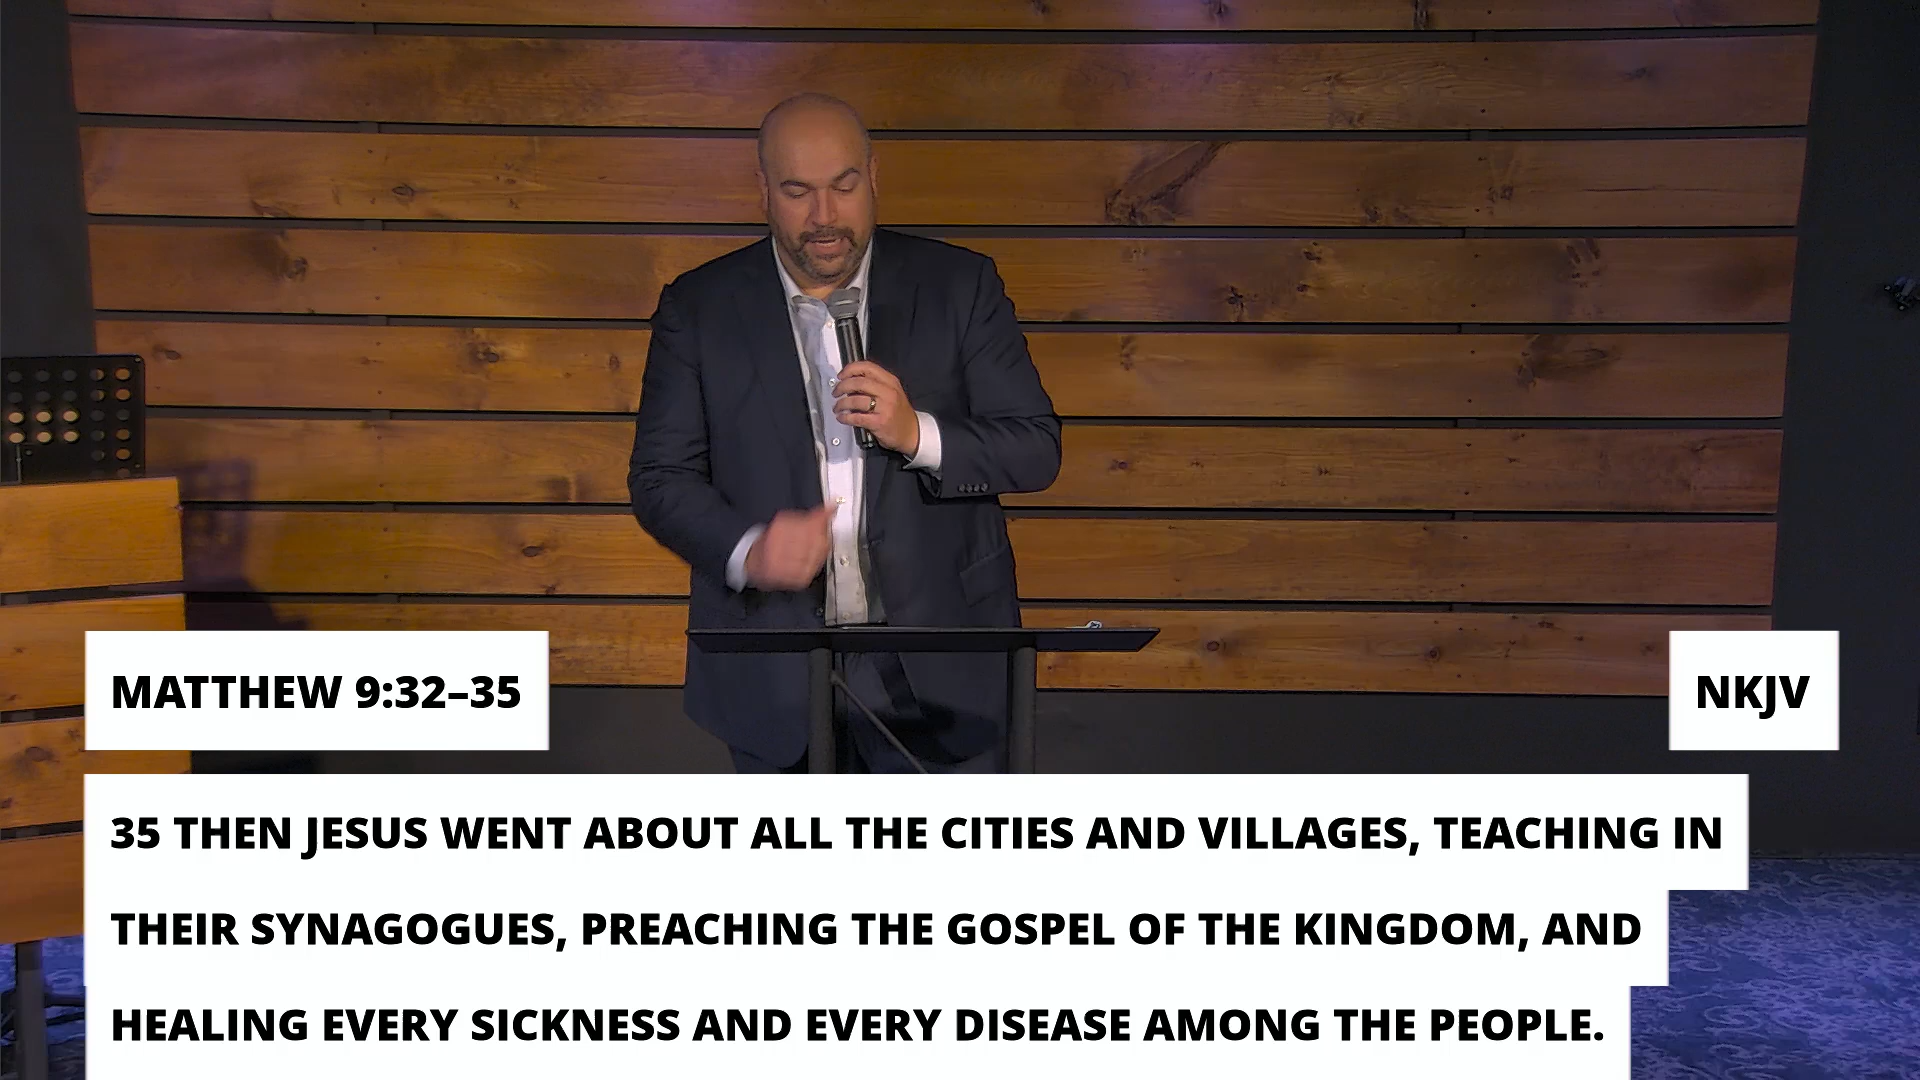 MATTHEW 9:32–35
NKJV
35 THEN JESUS WENT ABOUT ALL THE CITIES AND VILLAGES, TEACHING IN
THEIR SYNAGOGUES, PREACHING THE GOSPEL OF THE KINGDOM, AND
HEALING EVERY SICKNESS AND EVERY DISEASE AMONG THE PEOPLE.